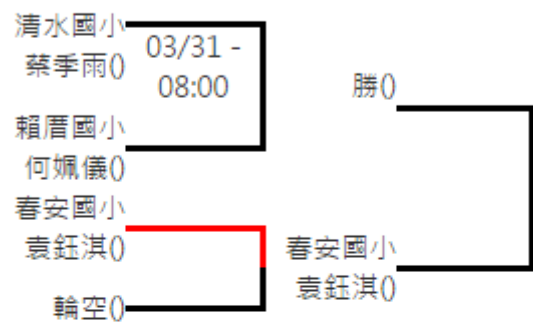 清水國小
蔡季雨()
03/31 -
08:00
賴厝國小
何姵儀()
春安國小
袁鈺淇()
輪空()
勝()
春安國小
袁鈺淇()